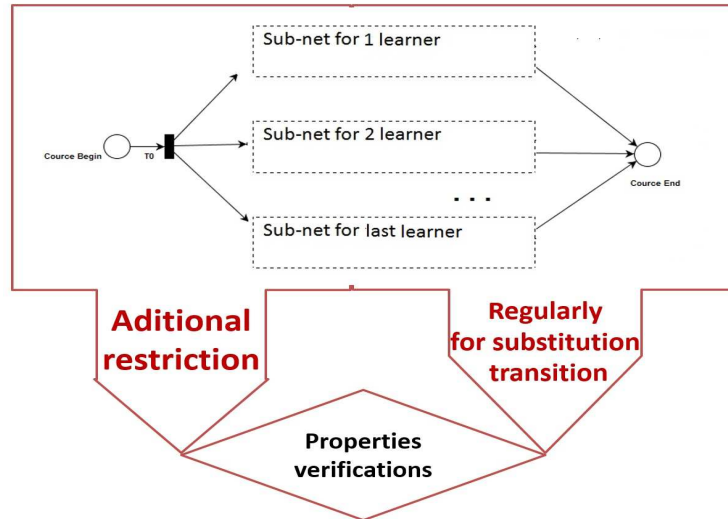 Sub-net for 1 learner
Sub-net for 2 learner
Cource Begin
T0
Cource End
. . .
Sub-net for last learner
Aditional
restriction
Regularly
for substitution
transition
Properties
verifications